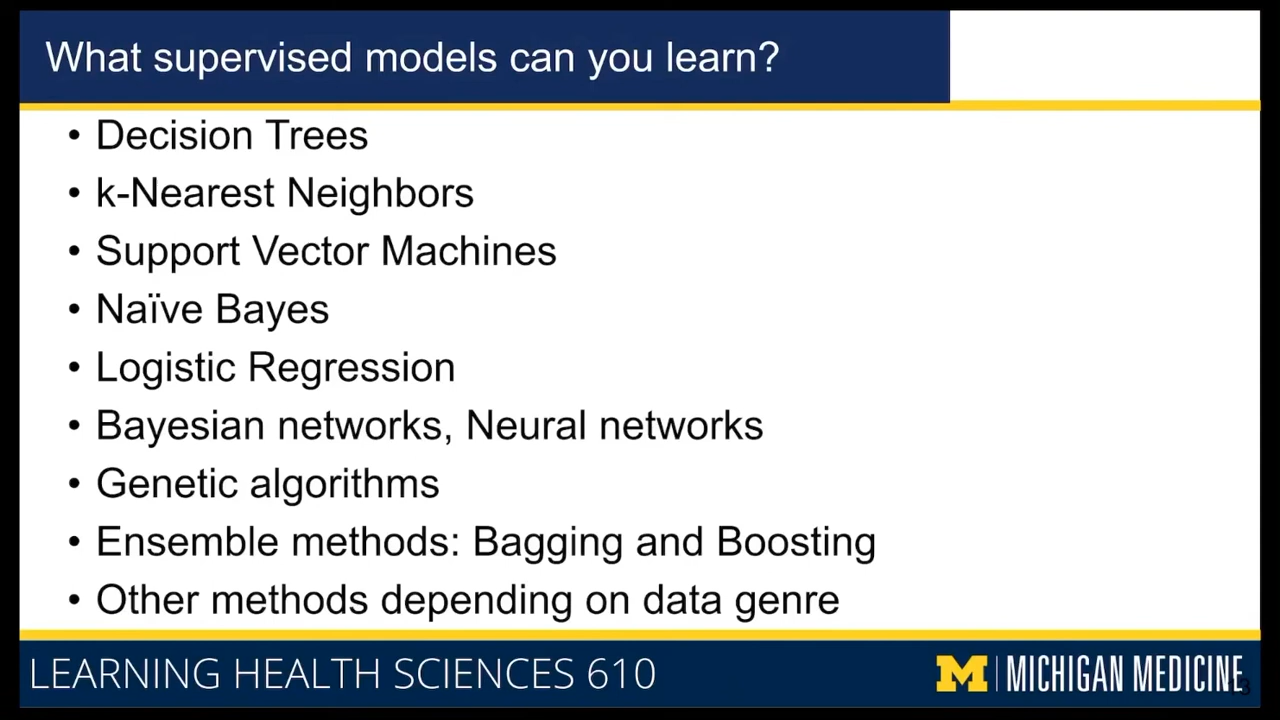 What supervised models can you learn?
• Decision Trees
• k-Nearest Neighbors
• Support Vector Machines
• Naïve Bayes
• Logistic Regression
• Bayesian networks, Neural networks
• Genetic algorithms
• Ensemble methods: Bagging and Boosting
• Other methods depending on data genre
LEARNING HEALTH SCIENCES 610
M | MICHIGAN MEDICINE